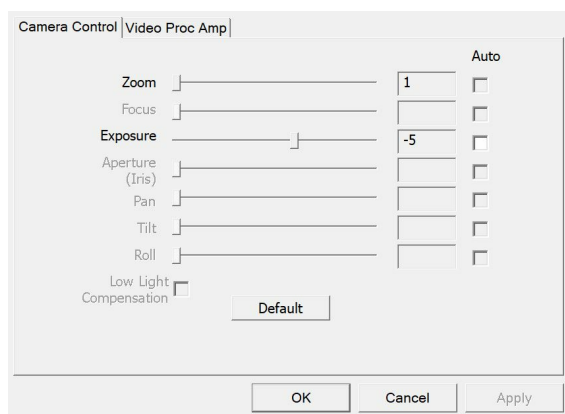 Camera Control Video Proc Amp
Auto
Zoom 1
Focus
Exposure -5
Aperture
(Iris)
Pan
Tilt
Roll
Low Light
Compensation
Default
OK Cancel Apply